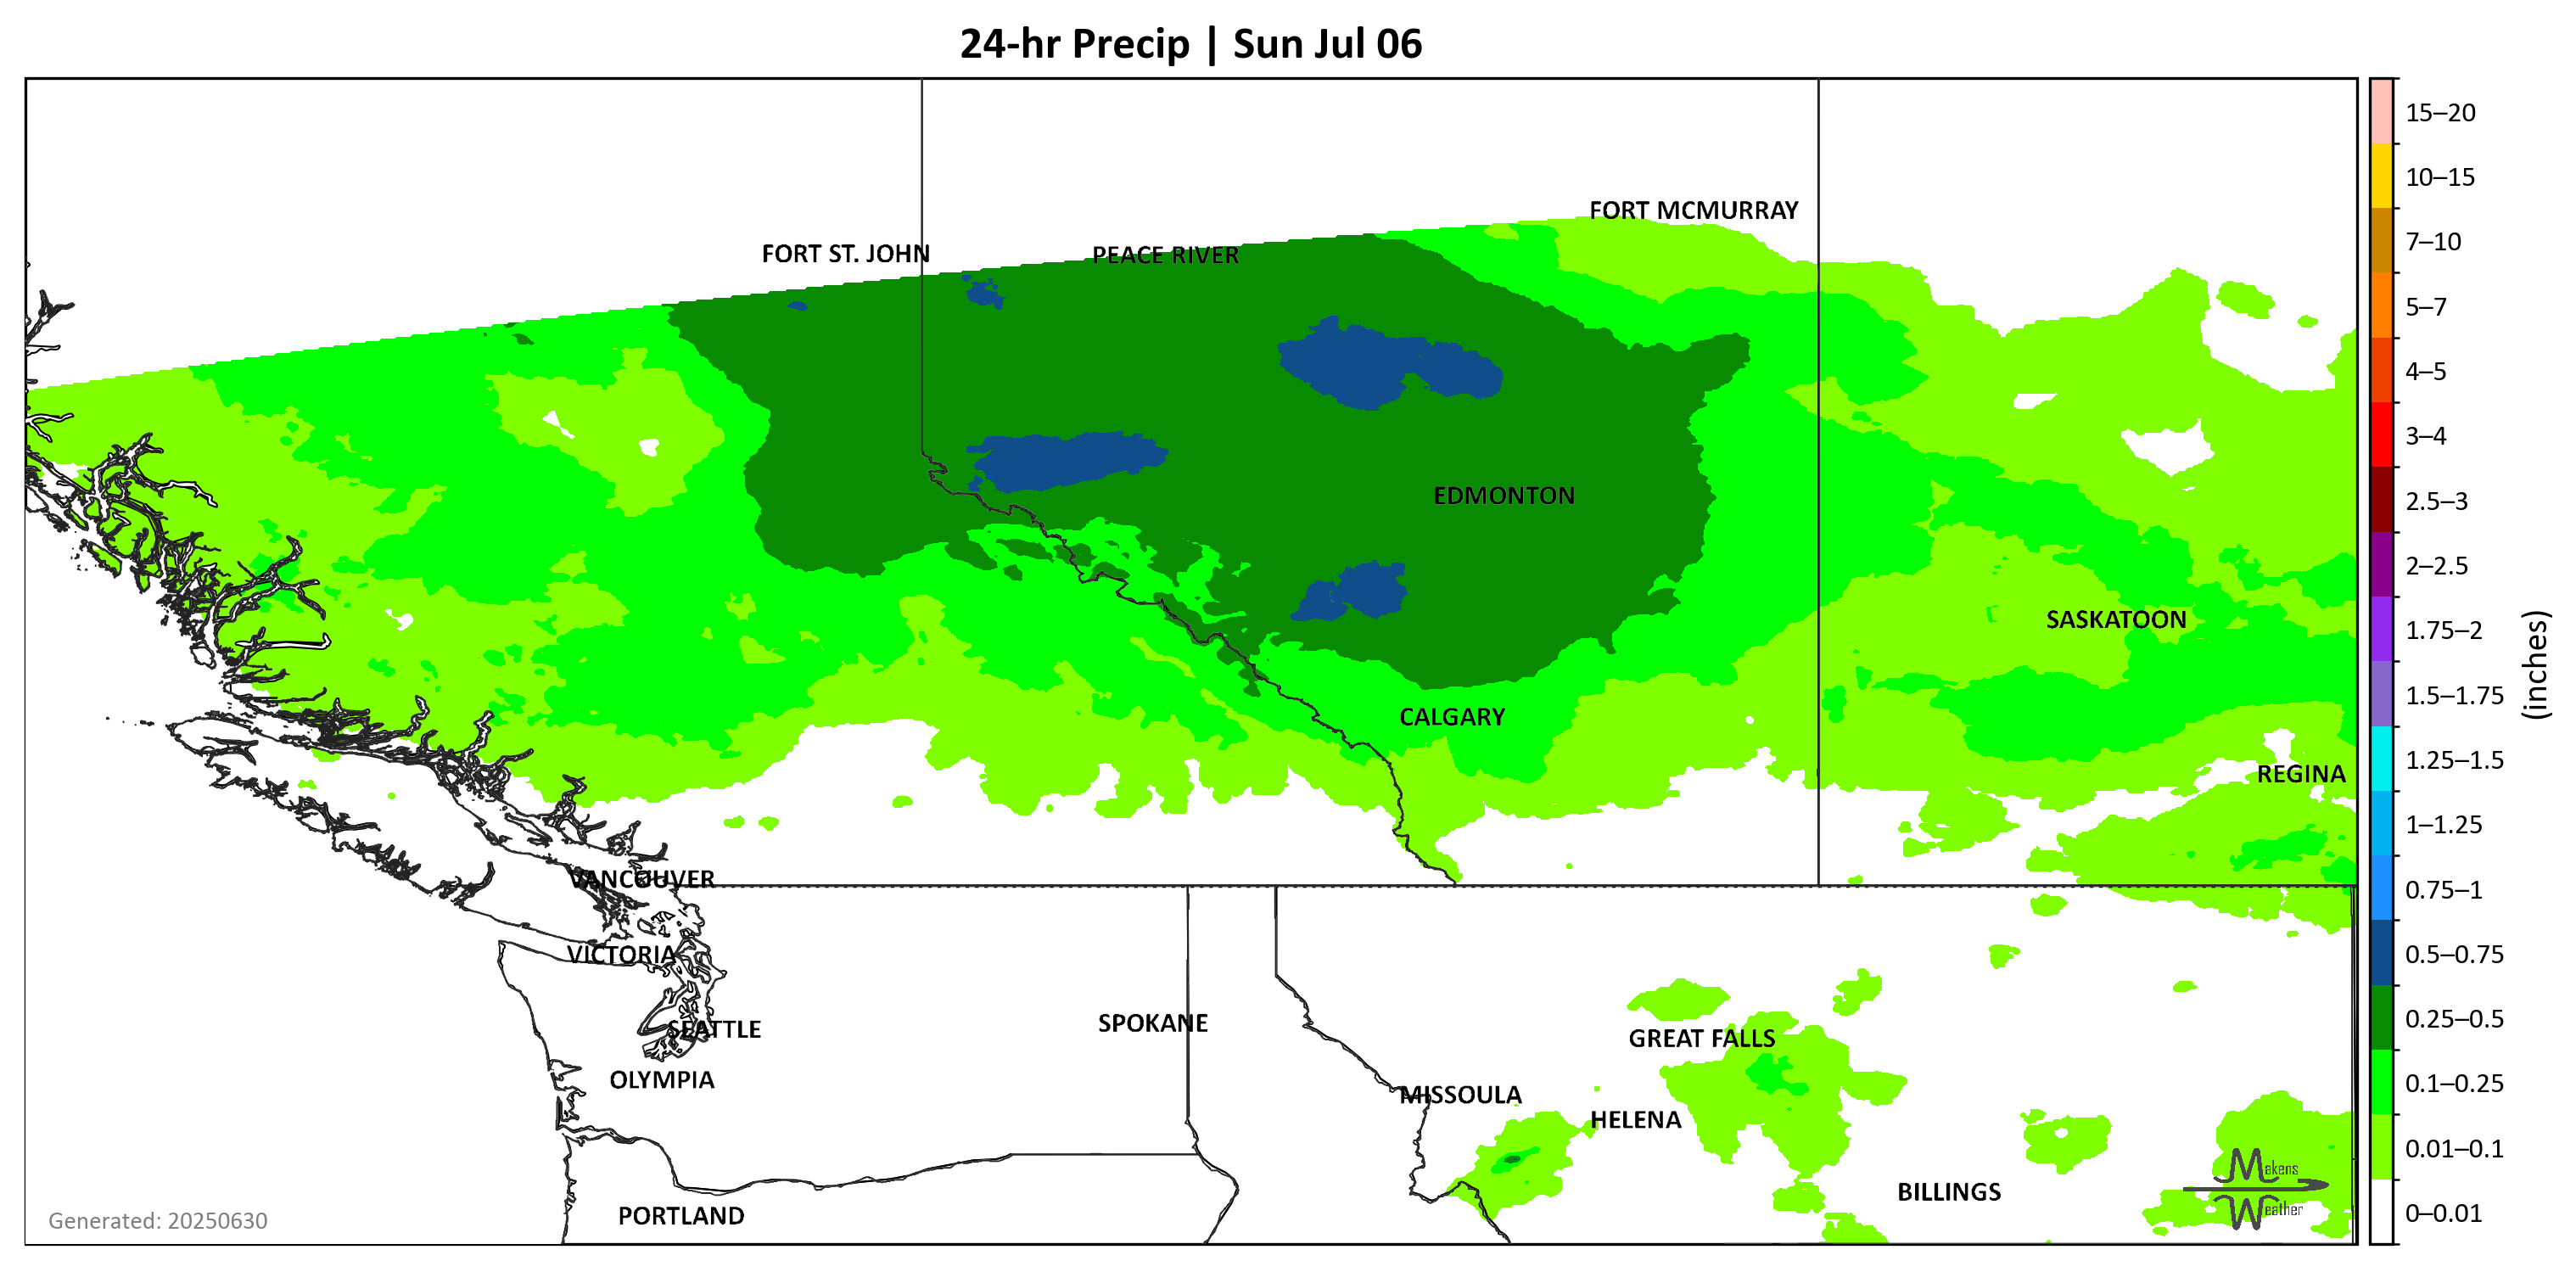 24-hr Precip | Sun Jul 06
FORT MCMURRAY
FORT ST. JOHN
PEACE RIVER
EDMONTON
SASKATOON
CALGARY
REGINA
VANCOUVER
VICTORIA
SEATTLE
SPOKANE
GREAT FALLS
OLYMPIA
MISSOULA
HELENA
BILLINGS
PORTLAND
Makens
Weather
Generated: 20250630
15–20
10–15
7–10
5–7
4–5
3–4
2.5–3
2–2.5
1.75–2
1.5–1.75
1.25–1.5
1–1.25
0.75–1
0.5–0.75
0.25–0.5
0.1–0.25
0.01–0.1
0–0.01
(inches)